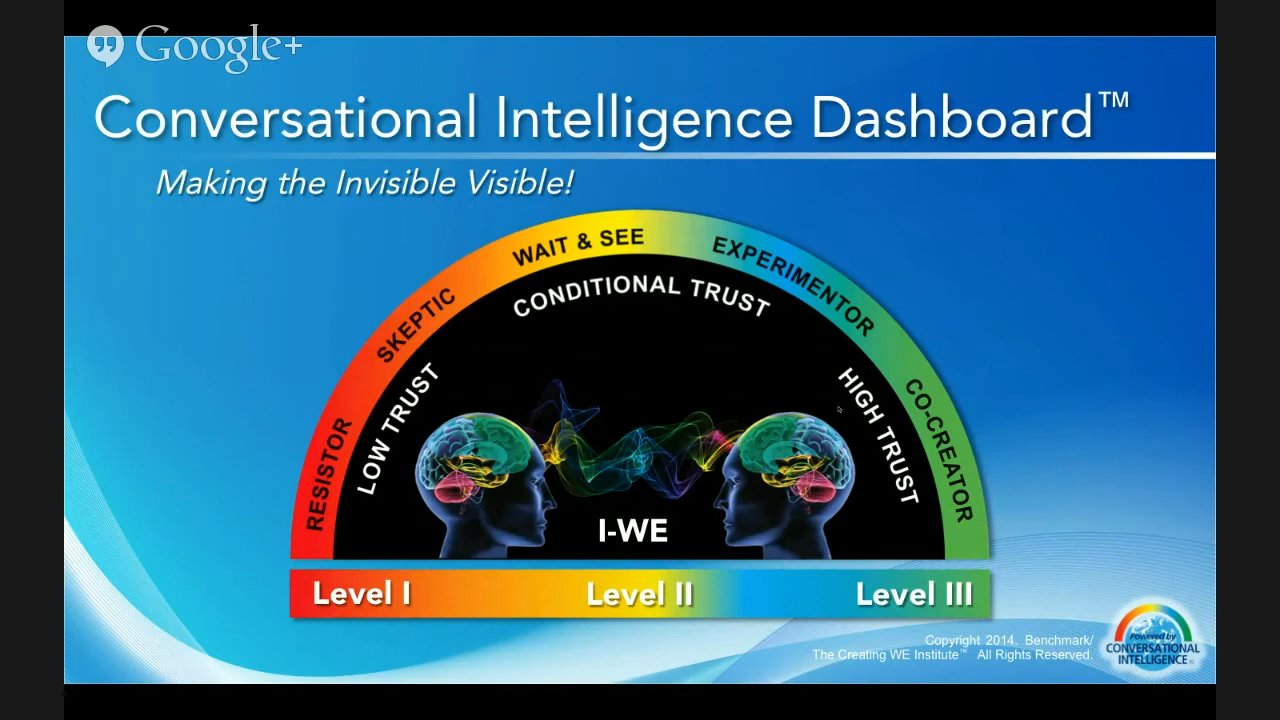 Google+
Conversational Intelligence Dashboard™
Making the Invisible Visible!
RESISTOR
SKEPTIC
WAIT & SEE
EXPERIMENTOR
CO-CREATOR
LOW TRUST
CONDITIONAL TRUST
HIGH TRUST
I-WE
Level I
Level II
Level III
Copyright 2014. Benchmark/
The Creating WE Institute™ All Rights Reserved.
Powered by
CONVERSATIONAL
INTELLIGENCE®